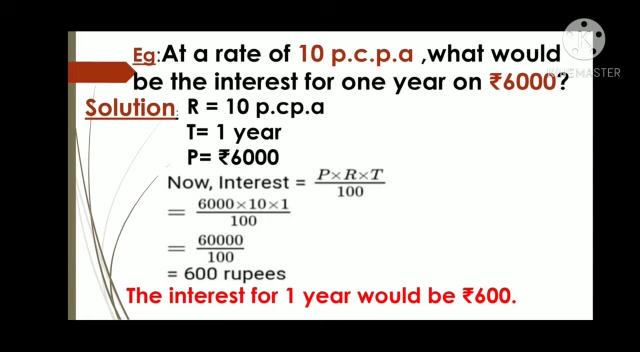 Eg:At a rate of 10 p.c.p.a ,what would
be the interest for one year on ₹6000?
Solution: R = 10 p.cp.a
T= 1 year
P= ₹6000
Now, Interest = P×R×T / 100
= 6000×10×1 / 100
= 60000 / 100
= 600 rupees
The interest for 1 year would be ₹600.